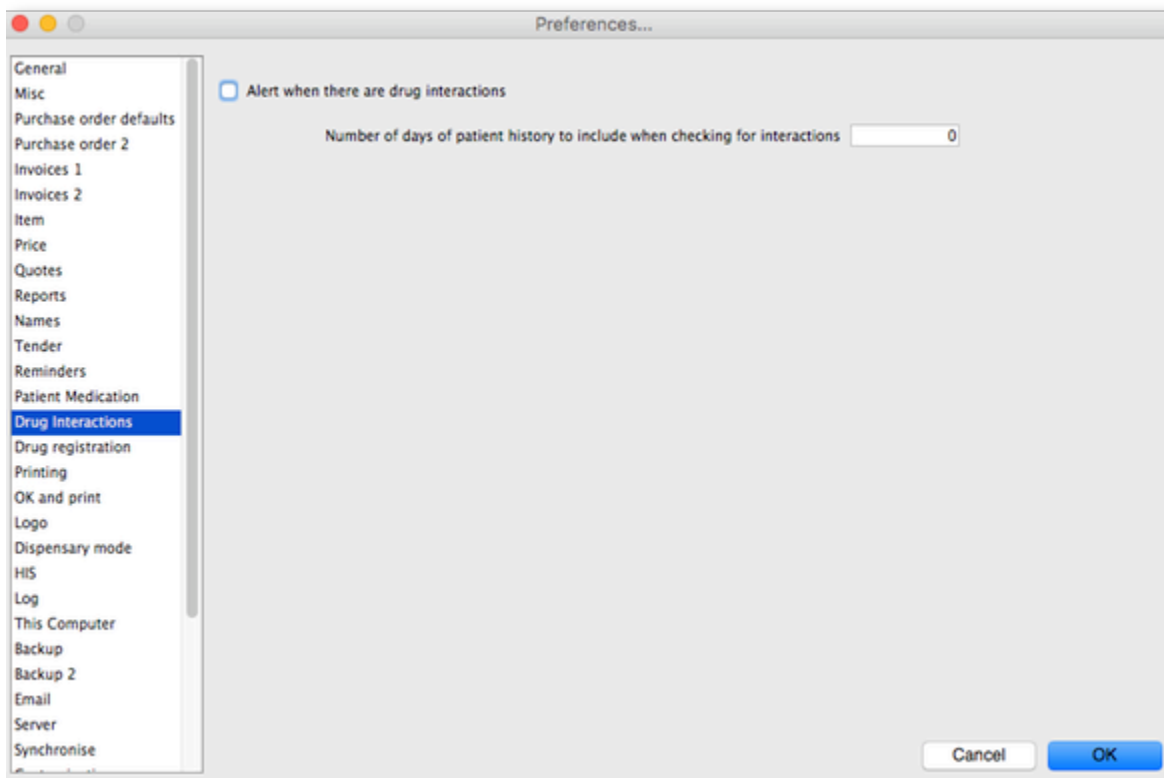 Preferences...
General
Misc
Purchase order defaults
Purchase order 2
Invoices 1
Invoices 2
Item
Price
Quotes
Reports
Names
Tender
Reminders
Patient Medication
Drug Interactions
Drug registration
Printing
OK and print
Logo
Dispensary mode
HIS
Log
This Computer
Backup
Backup 2
Email
Server
Synchronise
Alert when there are drug interactions
Number of days of patient history to include when checking for interactions 0
Cancel OK